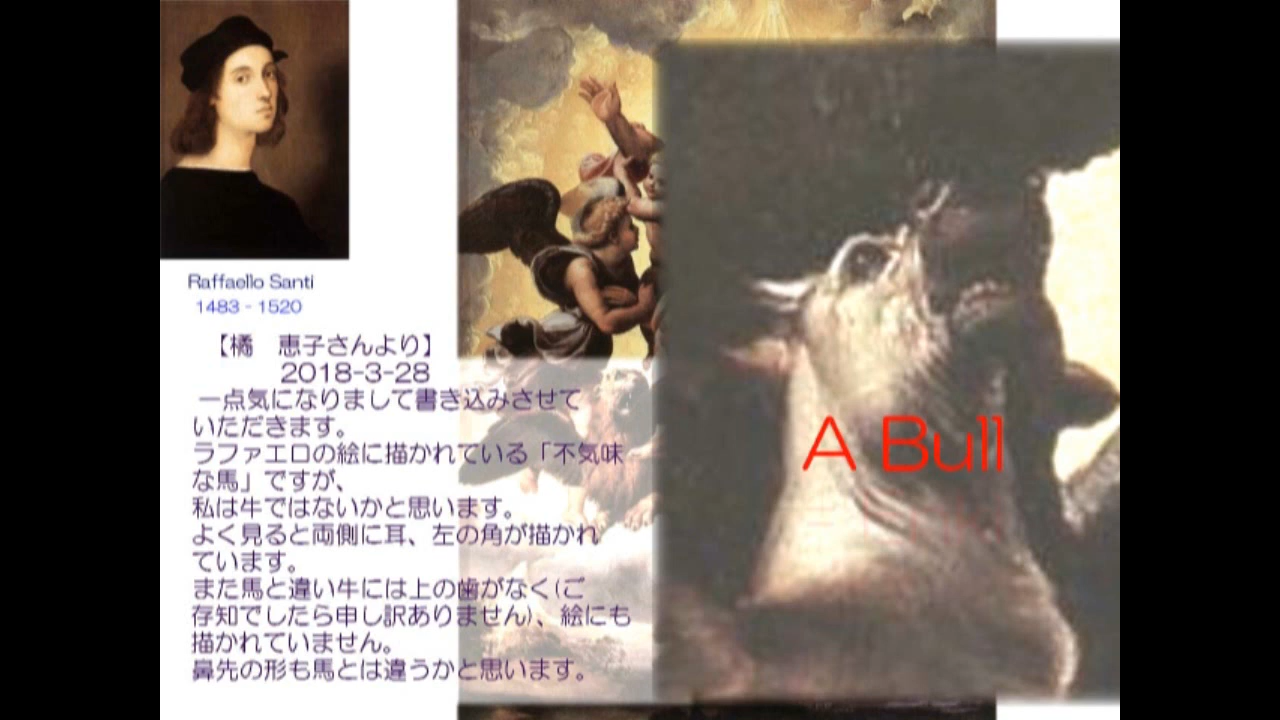 Raffaello Santi
1483 - 1520
【橘　恵子さんより】
2018-3-28
一点気になりまして書き込みさせて
いただきます。
ラファエロの絵に描かれている「不気味
な馬」ですが、
私は牛ではないかと思います。
よく見ると両側に耳、左の角が描かれ
ています。
また馬と違い牛には上の歯がなく(ご
存知でしたら申し訳ありません)、絵にも
描かれていません。
鼻先の形も馬とは違うかと思います。
A Bull